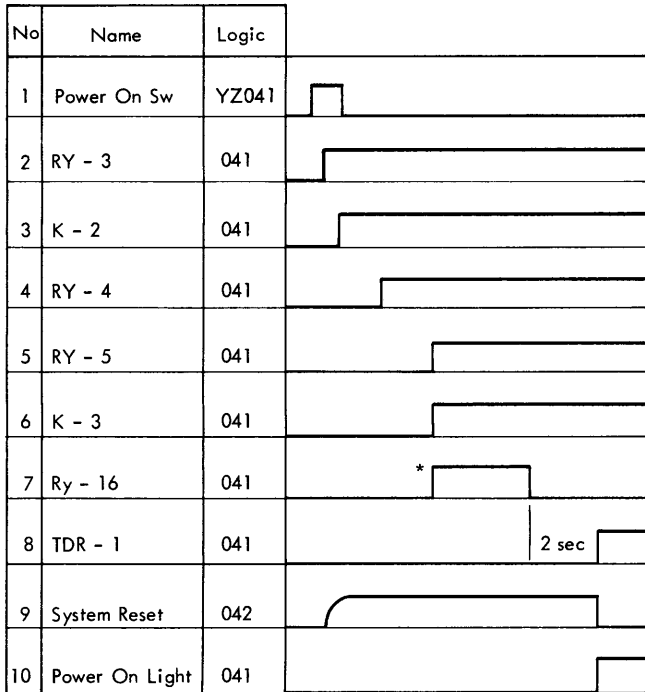 No Name Logic
1 Power On Sw YZ041
2 RY - 3 041
3 K - 2 041
4 RY - 4 041
5 RY - 5 041
6 K - 3 041
7 Ry - 16 041 *
8 TDR - 1 041 2 sec
9 System Reset 042
10 Power On Light 041